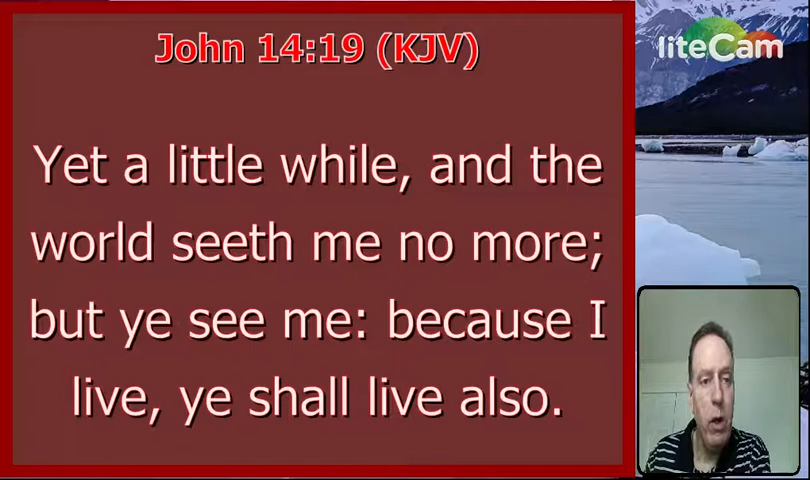 John 14:19 (KJV)
liteCam
Yet a little while, and the
world seeth me no more;
but ye see me: because I
live, ye shall live also.